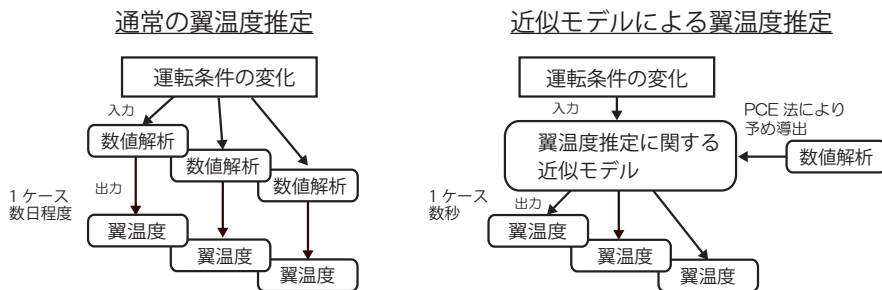 通常の翼温度推定
運転条件の変化
入力
数値解析
数値解析
数値解析
1 ケース
数日程度
出力
翼温度
翼温度
翼温度
近似モデルによる翼温度推定
運転条件の変化
入力
翼温度推定に関する
近似モデル
PCE 法により
予め導出
数値解析
1 ケース
数秒
出力
翼温度
翼温度
翼温度